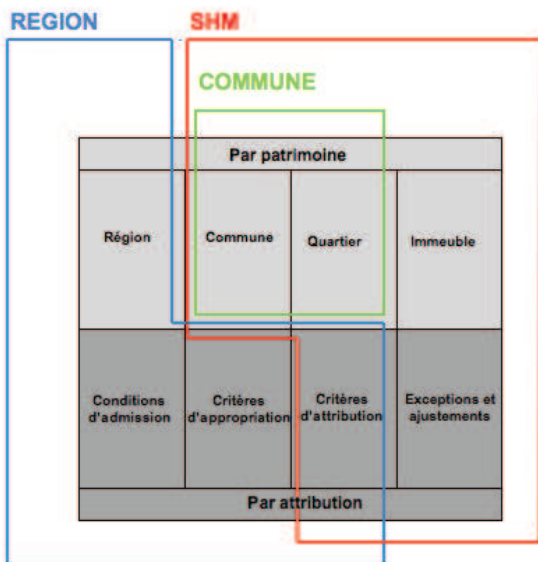 REGION SHM
COMMUNE
Par patrimoine
Région Commune Quartier Immeuble
Conditions Critères Critères Exceptions et
d'admission d'appropriation d'attribution ajustements
Par attribution